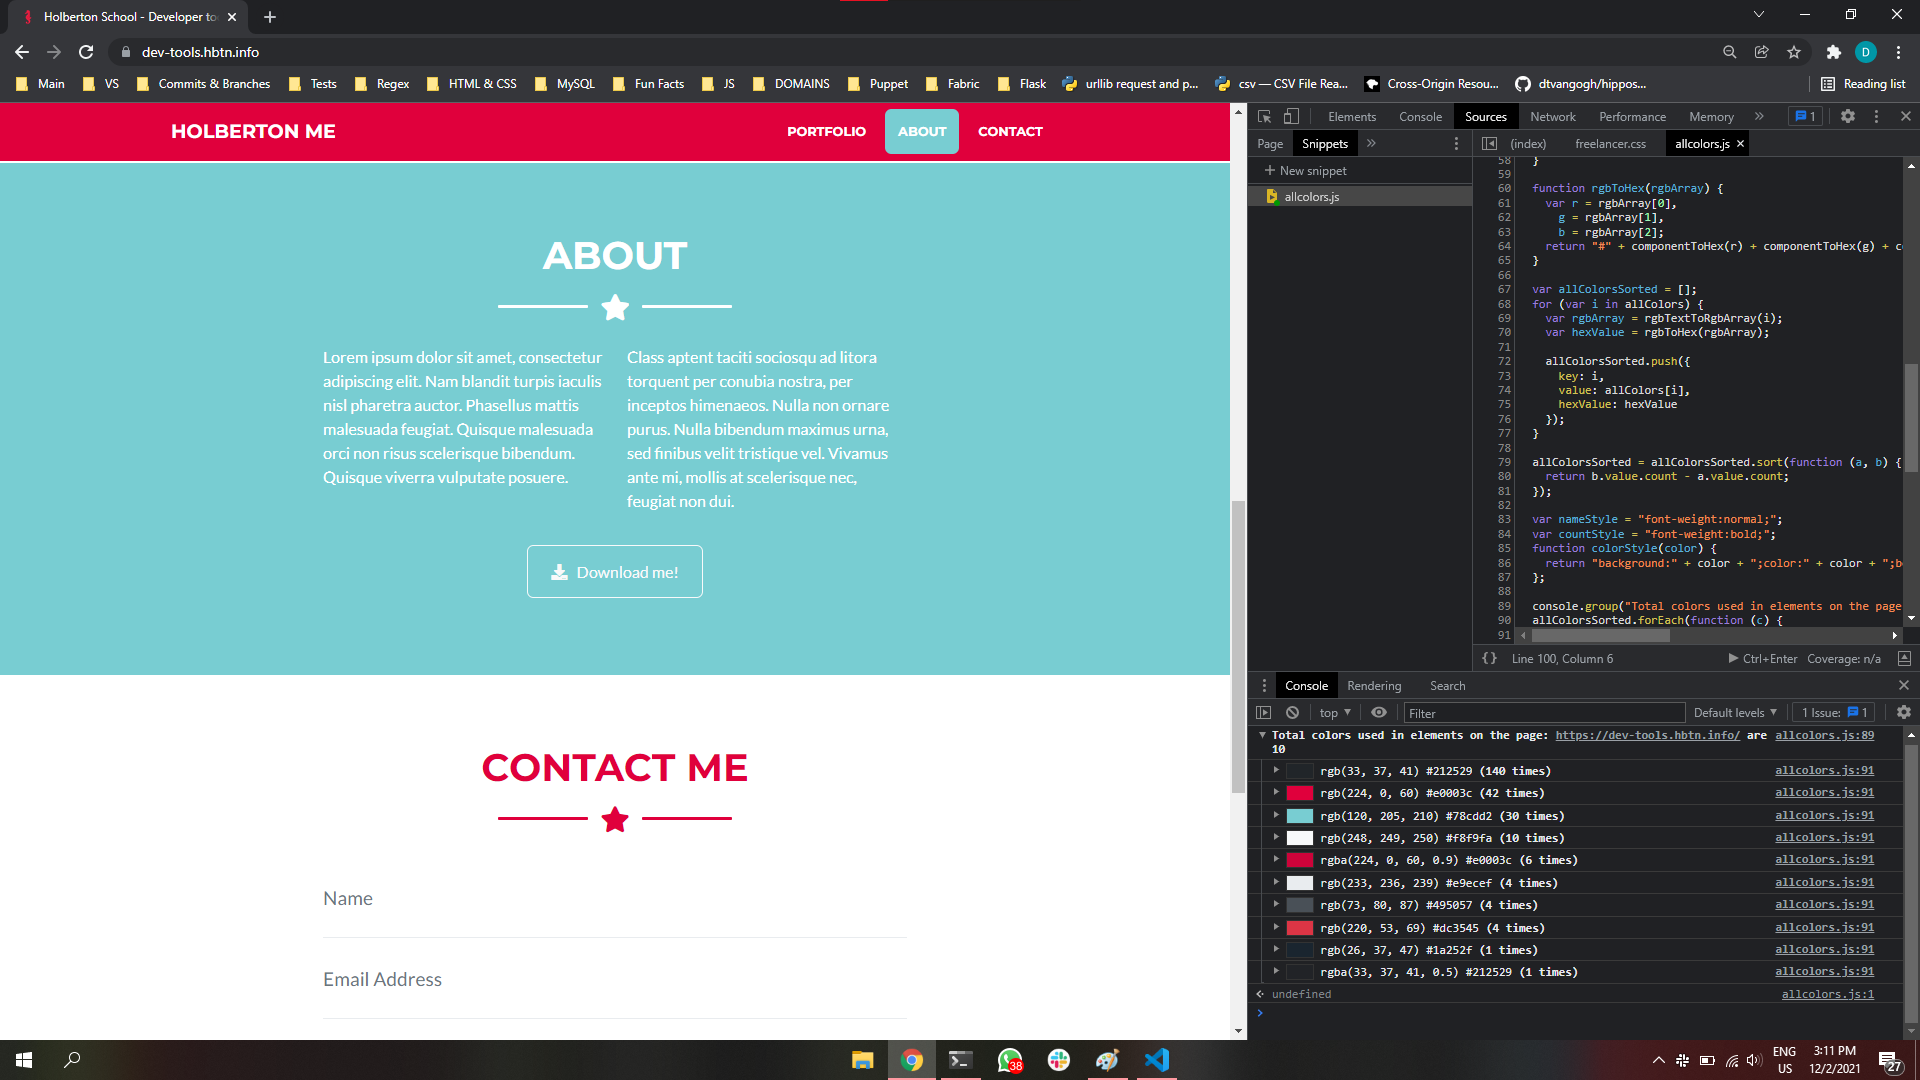 Holberton School - Developer to
dev-tools.hbtn.info
D
Main VS Commits & Branches Tests Regex HTML & CSS MySQL Fun Facts JS DOMAINS Puppet Fabric Flask urllib request and p... csv — CSV File Rea... Cross-Origin Resou... dtvangogh/hippos... Reading list
HOLBERTON ME
PORTFOLIO ABOUT CONTACT
ABOUT
Lorem ipsum dolor sit amet, consectetur
adipiscing elit. Nam blandit turpis iaculis
nisl pharetra auctor. Phasellus mattis
malesuada feugiat. Quisque malesuada
orci non risus scelerisque bibendum.
Quisque viverra vulputate posuere.
Class aptent taciti sociosqu ad litora
torquent per conubia nostra, per
inceptos himenaeos. Nulla non ornare
purus. Nulla bibendum maximus urna,
sed finibus velit tristique vel. Vivamus
ante mi, mollis at scelerisque nec,
feugiat non dui.
Download me!
CONTACT ME
Name
Email Address
Elements Console Sources Network Performance Memory » 1
Page Snippets »
(index) freelancer.css allcolors.js
+ New snippet
allcolors.js
58 }
59
60 function rgbToHex(rgbArray) {
61 var r = rgbArray[0],
62 g = rgbArray[1],
63 b = rgbArray[2];
64 return "#" + componentToHex(r) + componentToHex(g) + c
65 }
66
67 var allColorsSorted = [];
68 for (var i in allColors) {
69 var rgbArray = rgbTextToRgbArray(i);
70 var hexValue = rgbToHex(rgbArray);
71
72 allColorsSorted.push({
73 key: i,
74 value: allColors[i],
75 hexValue: hexValue
76 });
77 }
78
79 allColorsSorted = allColorsSorted.sort(function (a, b) {
80 return b.value.count - a.value.count;
81 });
82
83 var nameStyle = "font-weight:normal;";
84 var countStyle = "font-weight:bold;";
85 function colorStyle(color) {
86 return "background:" + color + ";color:" + color + ";b
87 };
88
89 console.group("Total colors used in elements on the page
90 allColorsSorted.forEach(function (c) {
91
{} Line 100, Column 6 Ctrl+Enter Coverage: n/a
Console Rendering Search
top Filter Default levels 1 Issue: 1
Total colors used in elements on the page: https://dev-tools.hbtn.info/ are allcolors.js:89
10
rgb(33, 37, 41) #212529 (140 times) allcolors.js:91
rgb(224, 0, 60) #e0003c (42 times) allcolors.js:91
rgb(120, 205, 210) #78cdd2 (30 times) allcolors.js:91
rgb(248, 249, 250) #f8f9fa (10 times) allcolors.js:91
rgba(224, 0, 60, 0.9) #e0003c (6 times) allcolors.js:91
rgb(233, 236, 239) #e9ecef (4 times) allcolors.js:91
rgb(73, 80, 87) #495057 (4 times) allcolors.js:91
rgb(220, 53, 69) #dc3545 (4 times) allcolors.js:91
rgb(26, 37, 47) #1a252f (1 times) allcolors.js:91
rgba(33, 37, 41, 0.5) #212529 (1 times) allcolors.js:91
undefined allcolors.js:1
38
ENG
US
3:11 PM
12/2/2021
27